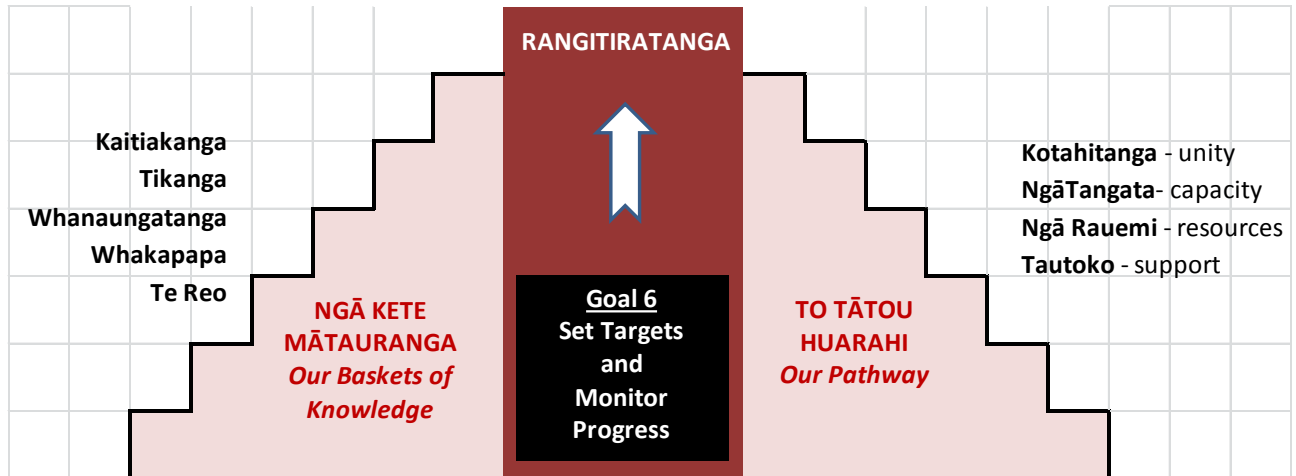 RANGITIRATANGA
Kaitiakanga
Tikanga
Whanaungatanga
Whakapapa
Te Reo
NGĀ KETE
MĀTAURANGA
Our Baskets of
Knowledge
Goal 6
Set Targets
and
Monitor
Progress
TO TĀTOU
HUARAHI
Our Pathway
Kotahitanga - unity
NgāTangata- capacity
Ngā Rauemi - resources
Tautoko - support